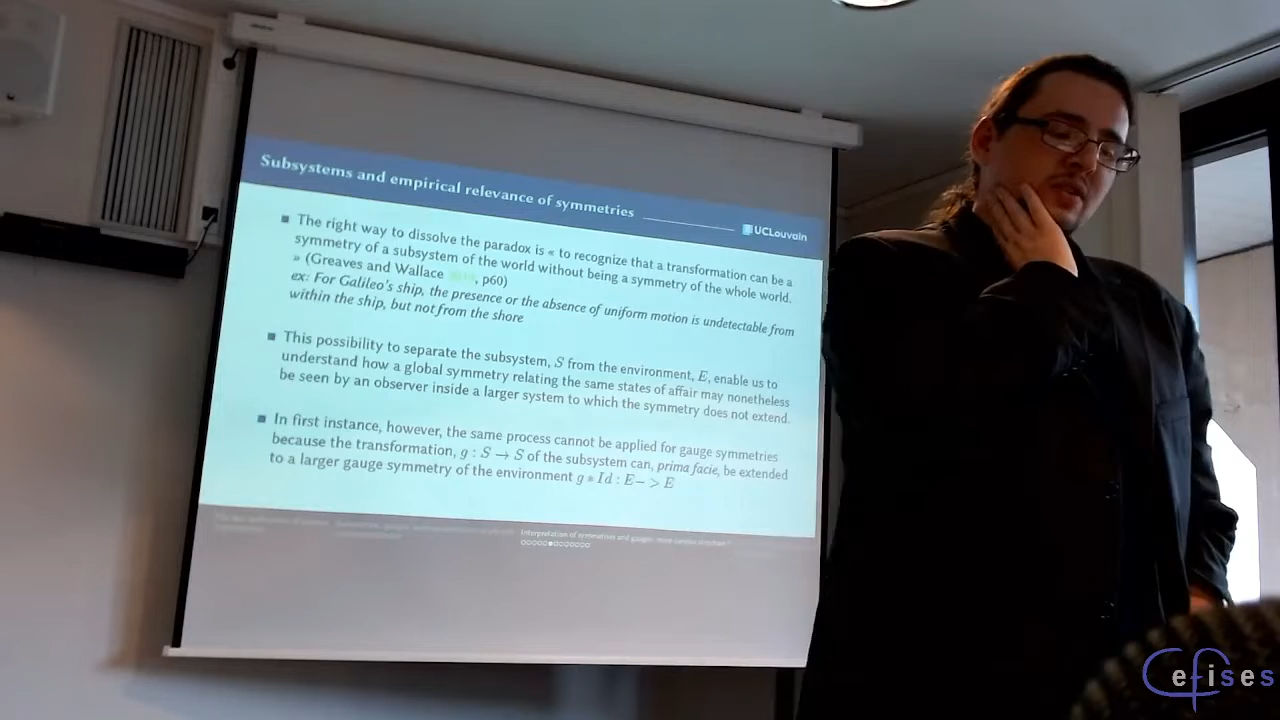 Subsystems and empirical relevance of symmetries
UCLouvain
The right way to dissolve the paradox is « to recognize that a transformation can be a
symmetry of a subsystem of the world without being a symmetry of the whole world.
» (Greaves and Wallace , p60)
ex: For Galileo's ship, the presence or the absence of uniform motion is undetectable from
within the ship, but not from the shore
This possibility to separate the subsystem, S from the environment, E, enable us to
understand how a global symmetry relating the same states of affair may nonetheless
be seen by an observer inside a larger system to which the symmetry does not extend.
In first instance, however, the same process cannot be applied for gauge symmetries
because the transformation, g : S → S of the subsystem can, prima facie, be extended
to a larger gauge symmetry of the environment g * Id : E− > E
Interpretation of symmetries and gauge:
Cefises